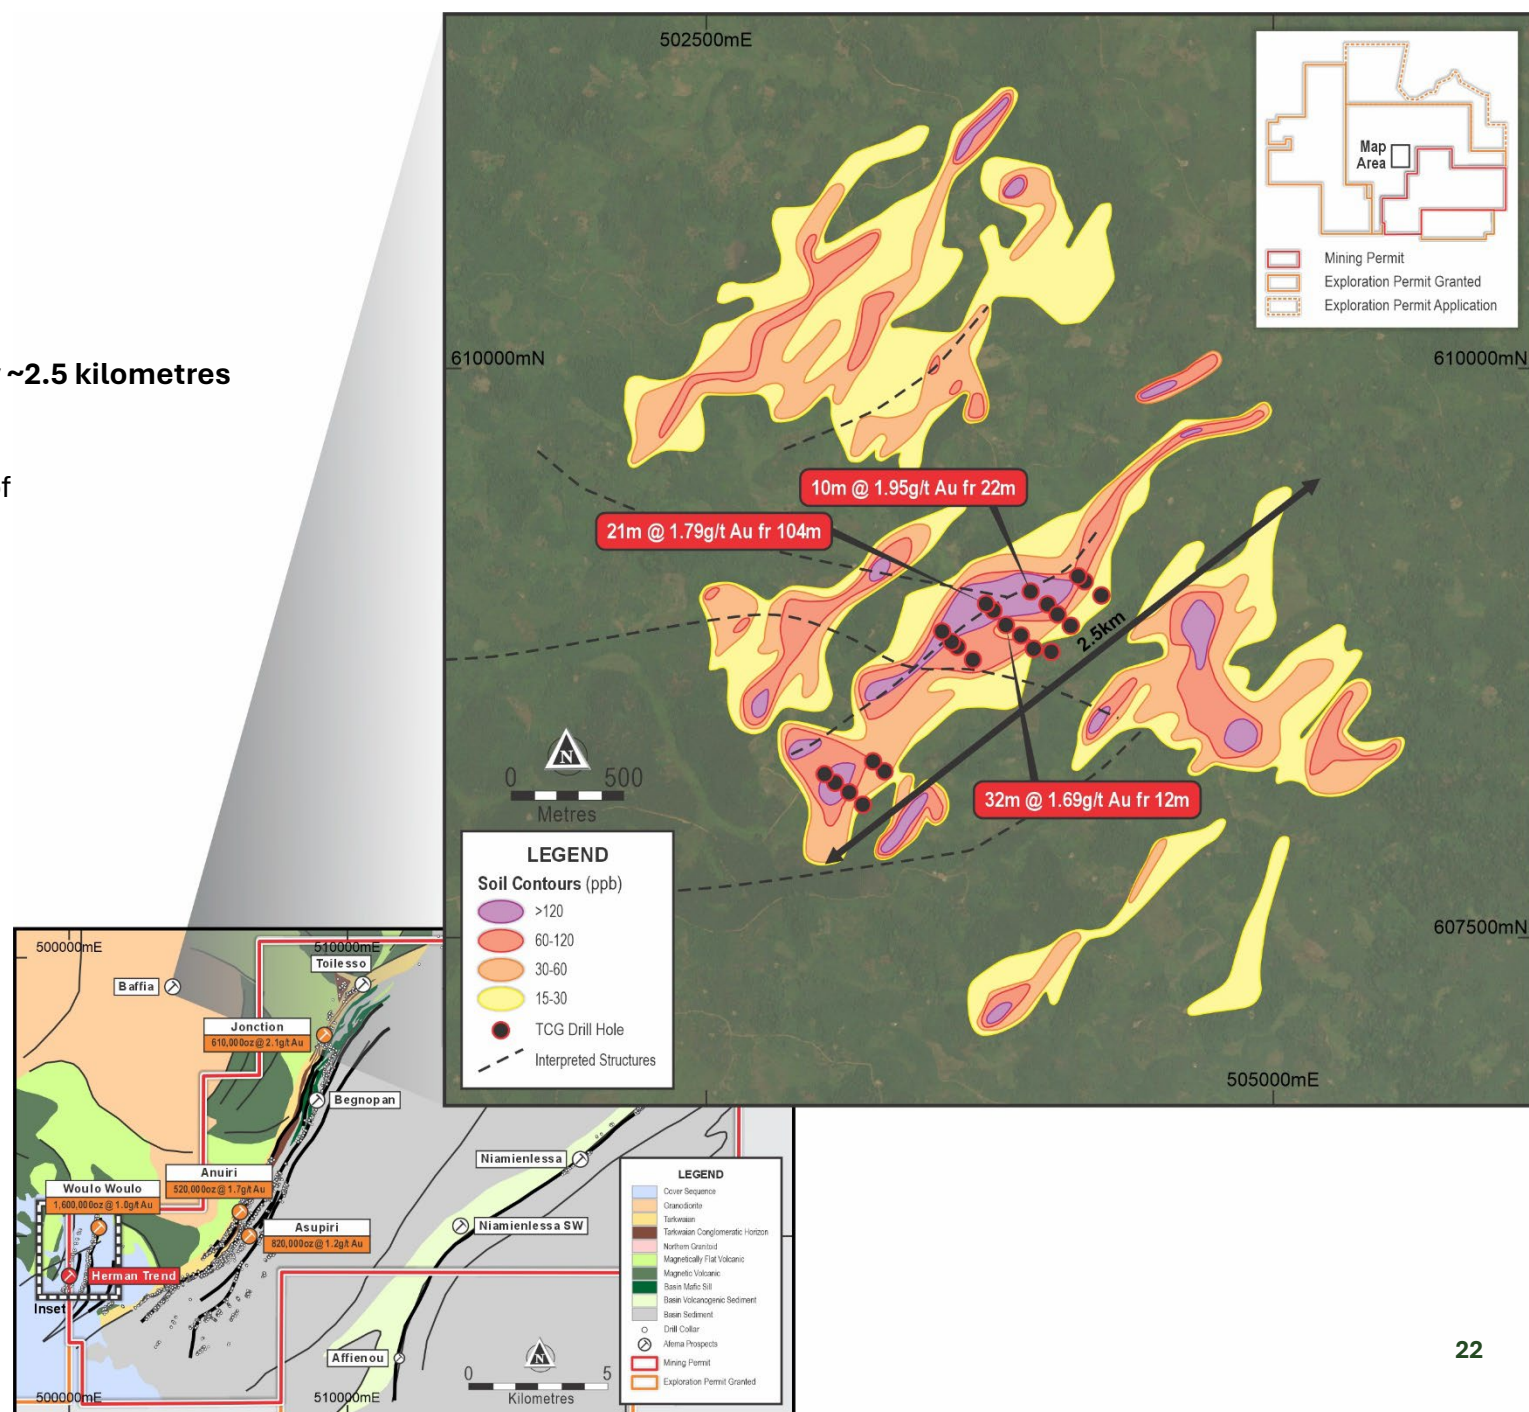 502500mE
Map
Area
Mining Permit
Exploration Permit Granted
Exploration Permit Application
610000mN
610000mN
~2.5 kilometres
10m @ 1.95g/t Au fr 22m
21m @ 1.79g/t Au fr 104m
2.5km
N
0 500
Metres
32m @ 1.69g/t Au fr 12m
LEGEND
Soil Contours (ppb)
>120
60-120
30-60
15-30
TCG Drill Hole
Interpreted Structures
607500mN
505000mE
500000mE
510000mE
Toilesso
Baffia
Jonction
610,000oz @ 2.1g/t Au
Begnopan
Anuiri
520,000oz @ 1.7g/t Au
Woulo Woulo
1,600,000oz @ 1.0g/t Au
Asupiri
820,000oz @ 1.2g/t Au
Herman Trend
Inset
Niamienlessa
Niamienlessa SW
Affienou
500000mE
510000mE
N
0 5
Kilometres
LEGEND
Cover Sequence
Granodiorite
Tarkwaian
Tarkwaian Conglomeratic Horizon
Northern Granitoid
Magnetically Flat Volcanic
Magnetic Volcanic
Basin Mafic Sill
Basin Volcanogenic Sediment
Basin Sediment
Drill Collar
Afema Prospects
Mining Permit
Exploration Permit Granted
22